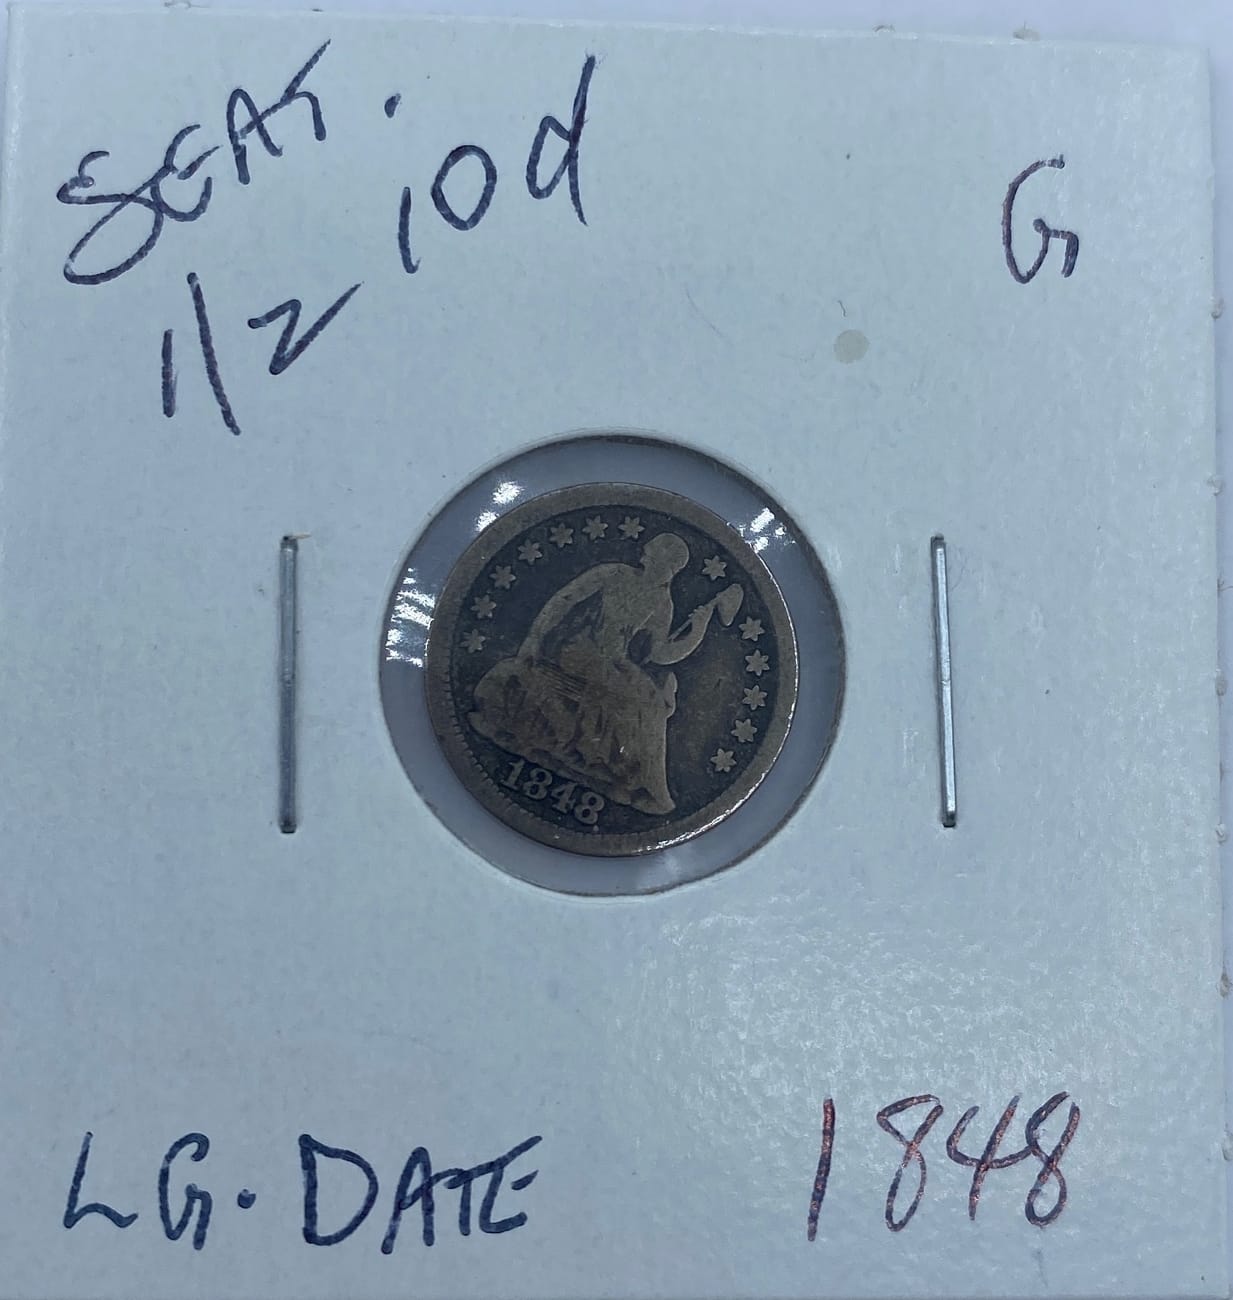 SEAT.
1/2 10d
G
1848
LG. DATE
1848